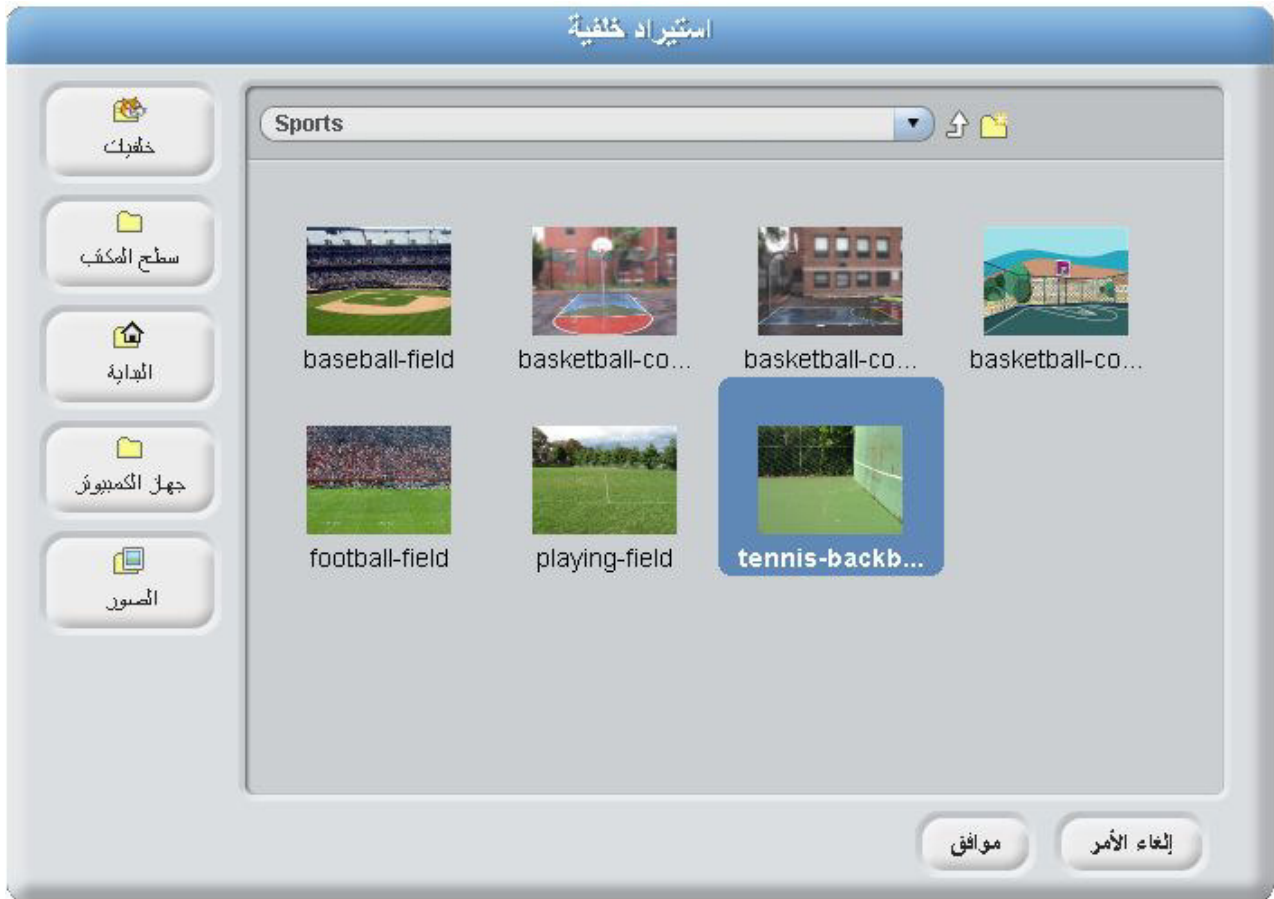 استيراد خلفية
خلفيات
سطح المكتب
البداية
جهاز الكمبيوتر
الصور
Sports
baseball-field
basketball-co...
basketball-co...
basketball-co...
football-field
playing-field
tennis-backb...
إلغاء الأمر
موافق